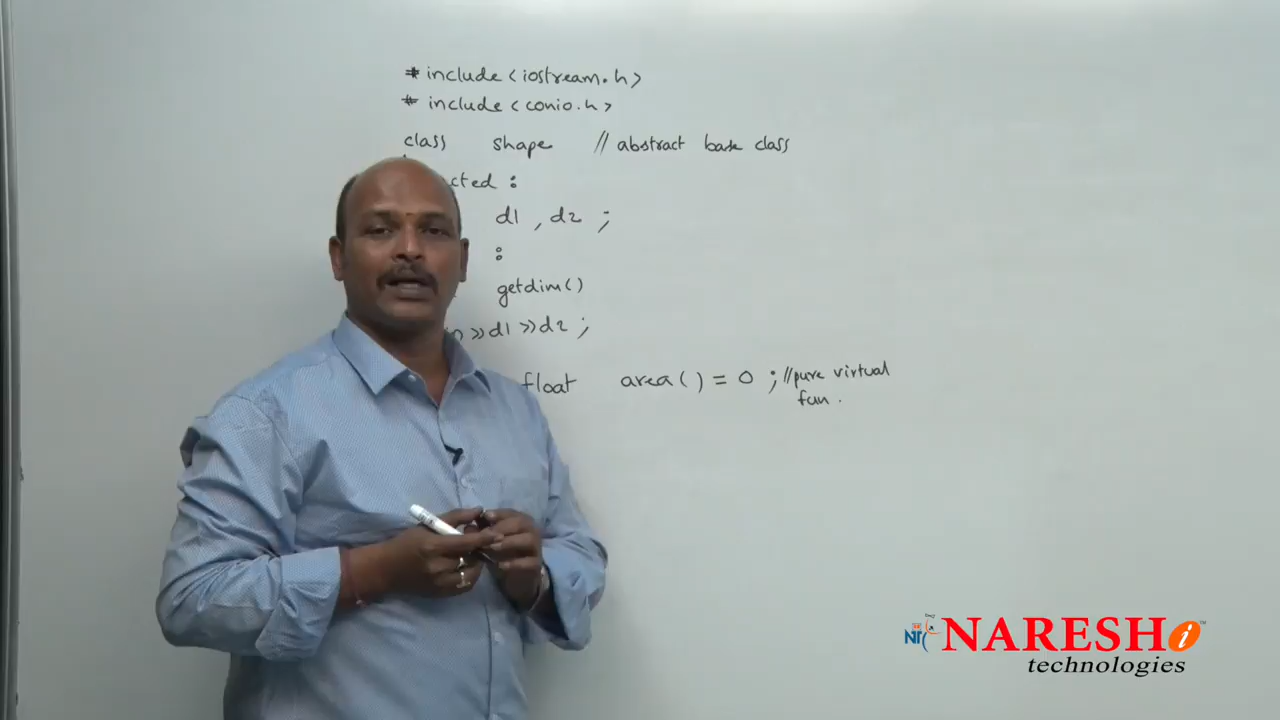 # include <iostream.h>
# include <conio.h>
class shape // abstract base class
cted :
d1 , d2 ;
:
getdim()
>>d1 >>d2 ;
float area() = 0 ; //pure virtual
fun .
NARESH i
technologies